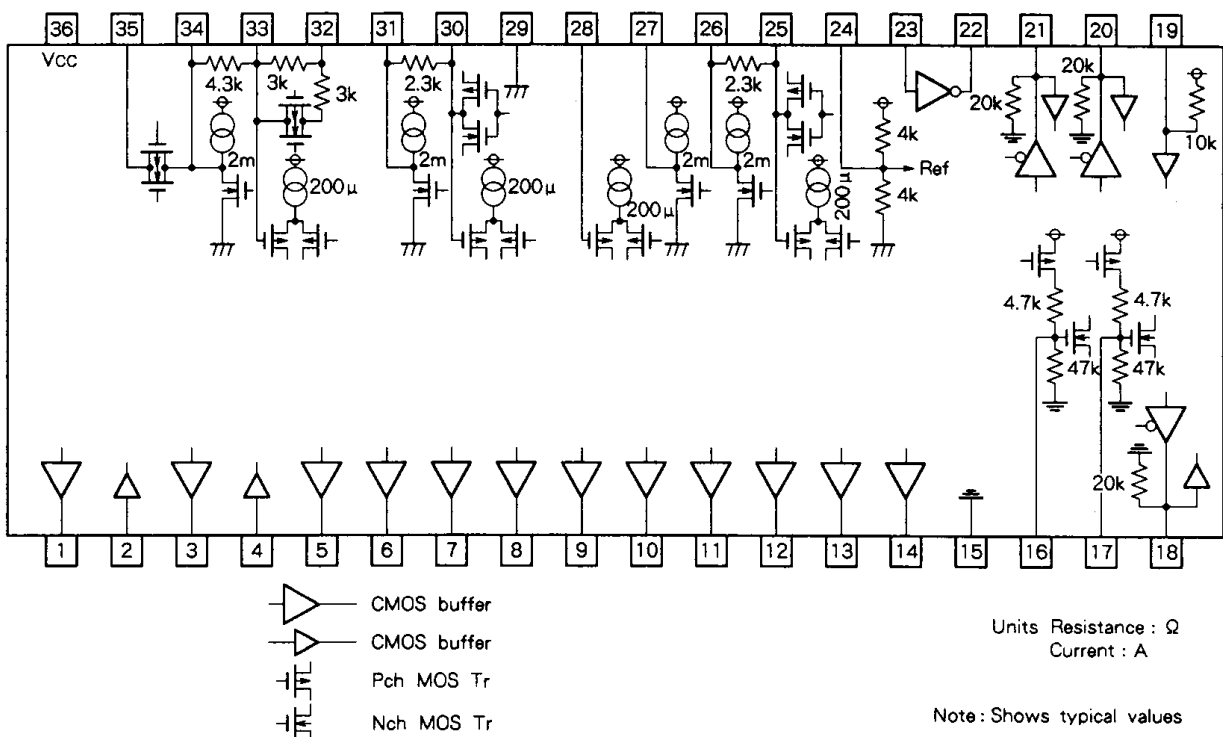 36 35 34 33 32 31 30 29 28 27 26 25 24 23 22 21 20 19
Vcc
4.3k 3k 2.3k 2.3k 20k
3k 20k
4k 10k
2m 2m 2m
Ref
200μ 200μ 200μ 200μ 4k
4.7k 4.7k
47k 47k
20k
1 2 3 4 5 6 7 8 9 10 11 12 13 14 15 16 17 18
CMOS buffer
CMOS buffer
Pch MOS Tr
Nch MOS Tr
Units Resistance : Ω
Current : A
Note : Shows typical values